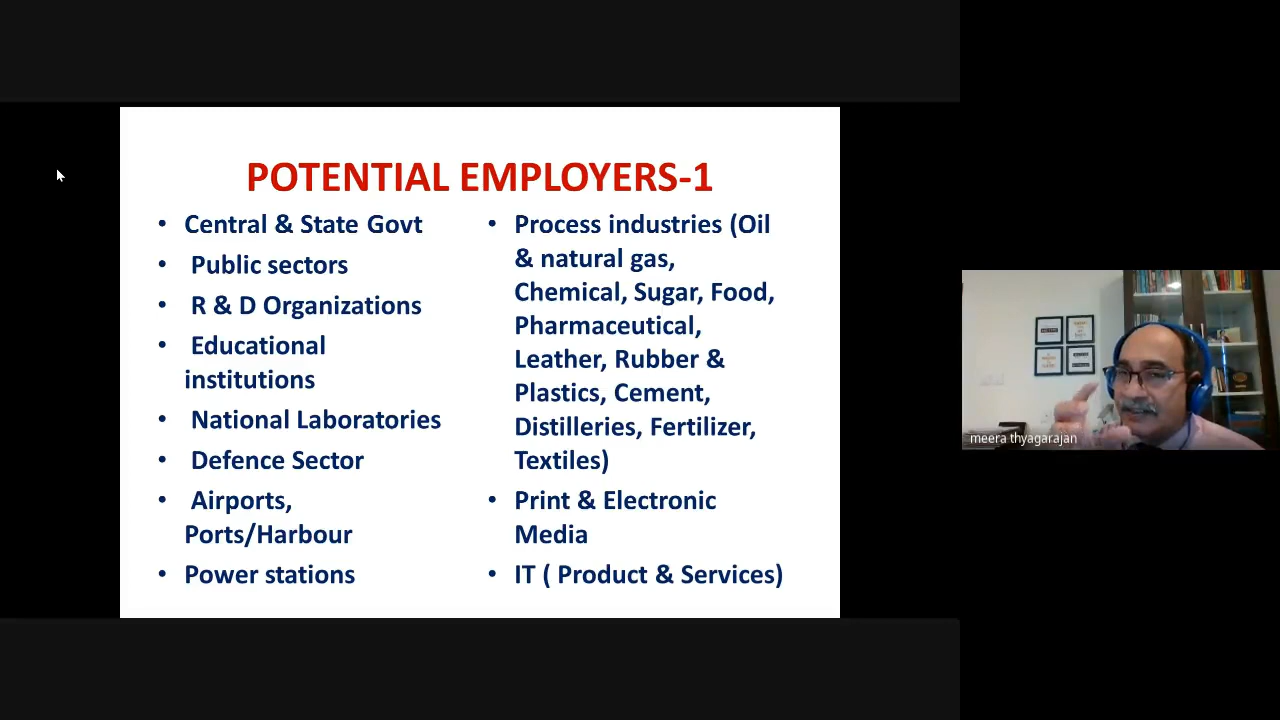 POTENTIAL EMPLOYERS-1
• Central & State Govt
• Public sectors
• R & D Organizations
• Educational
institutions
• National Laboratories
• Defence Sector
• Airports,
Ports/Harbour
• Power stations
• Process industries (Oil
& natural gas,
Chemical, Sugar, Food,
Pharmaceutical,
Leather, Rubber &
Plastics, Cement,
Distilleries, Fertilizer,
Textiles)
• Print & Electronic
Media
• IT ( Product & Services)
meera thyagarajan